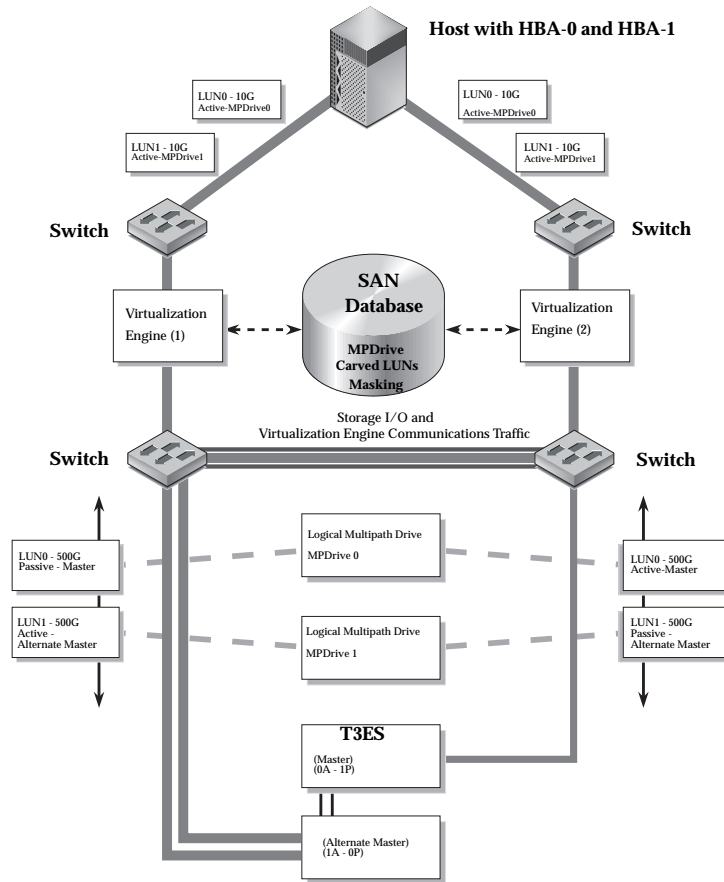 Host with HBA-0 and HBA-1
LUN0 - 10G
Active-MPDrive0
LUN0 - 10G
Active-MPDrive0
LUN1 - 10G
Active-MPDrive1
LUN1 - 10G
Active-MPDrive1
Switch
Switch
SAN
Database
MPDrive
Carved LUNs
Masking
Virtualization
Engine (1)
Virtualization
Engine (2)
Storage I/O and
Virtualization Engine Communications Traffic
Switch
Switch
LUN0 - 500G
Passive - Master
Logical Multipath Drive
MPDrive 0
LUN0 - 500G
Active-Master
LUN1 - 500G
Active -
Alternate Master
Logical Multipath Drive
MPDrive 1
LUN1 - 500G
Passive -
Alternate Master
T3ES
(Master)
(0A - 1P)
(Alternate Master)
(1A - 0P)